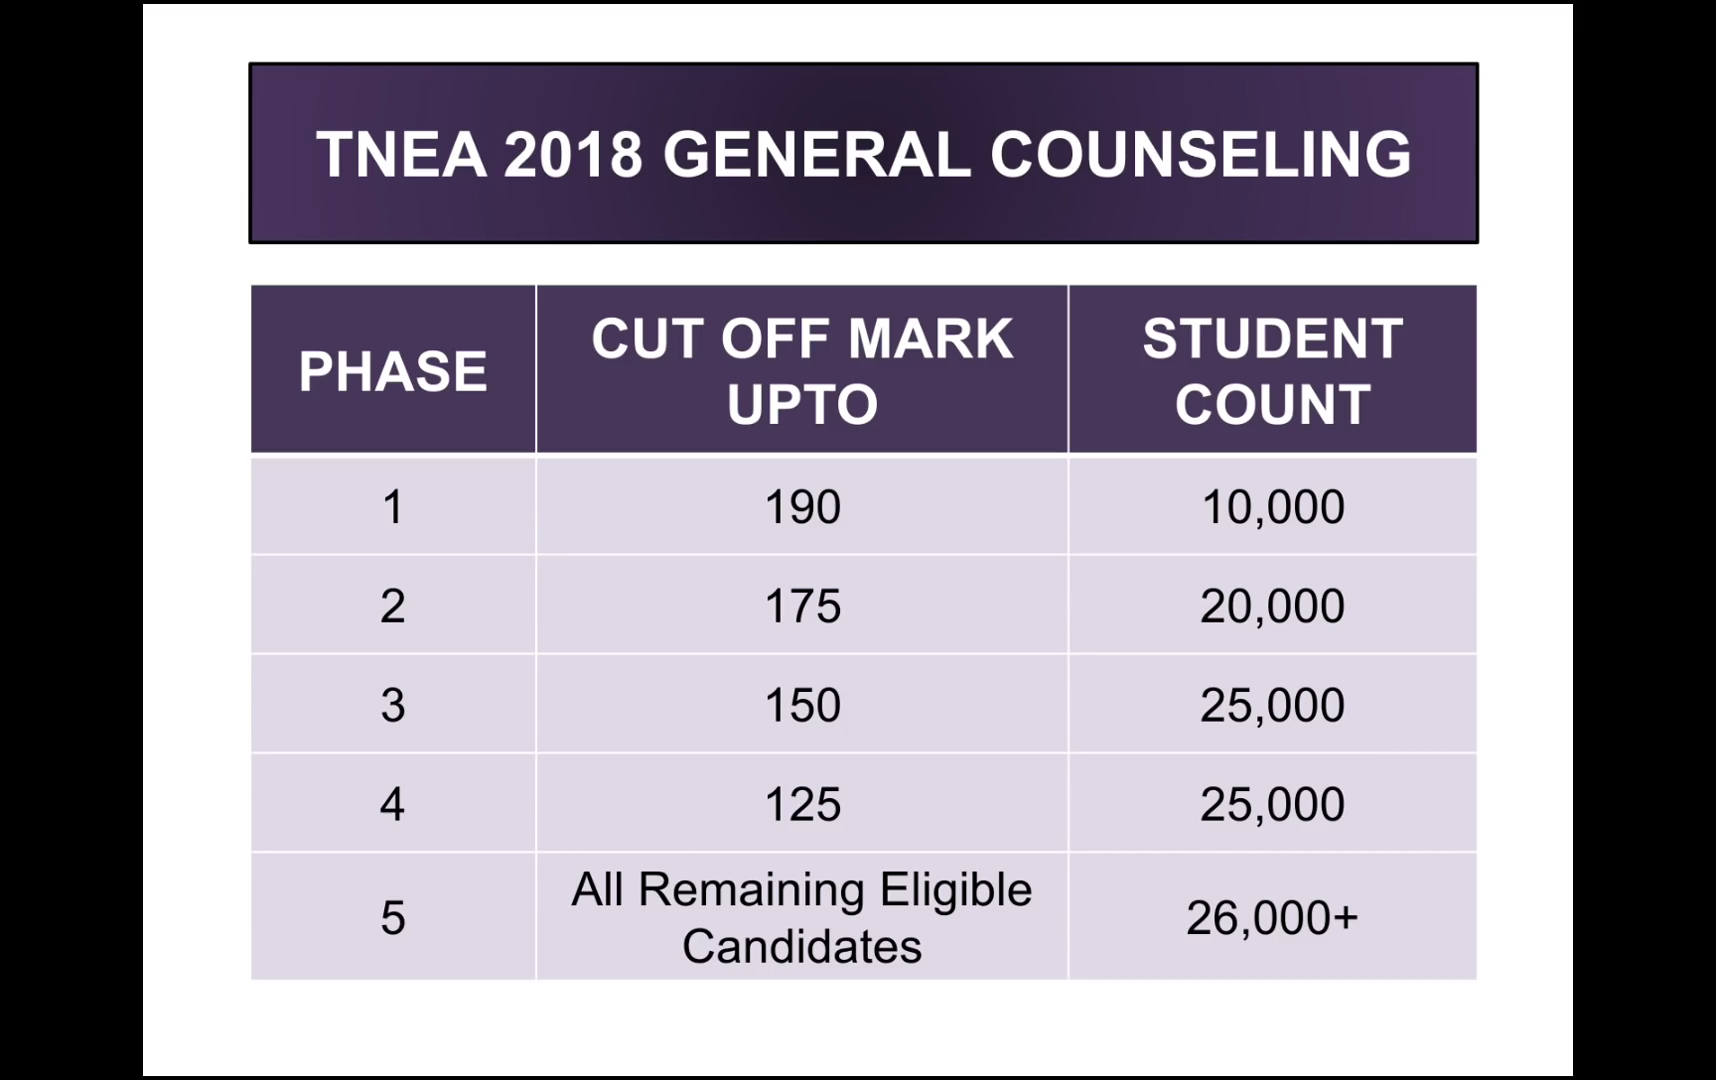 TNEA 2018 GENERAL COUNSELING
PHASE
CUT OFF MARK
UPTO
STUDENT
COUNT
1
190
10,000
2
175
20,000
3
150
25,000
4
125
25,000
5
All Remaining Eligible
Candidates
26,000+